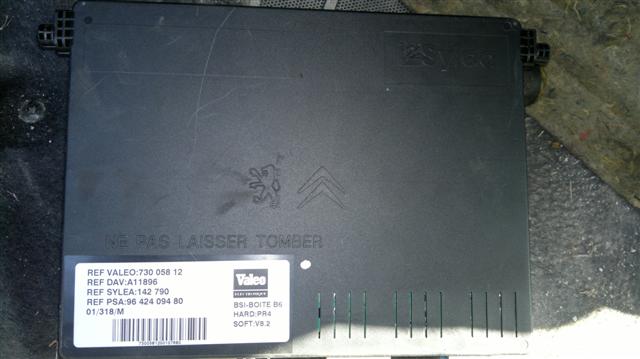 Sylea
NE PAS LAISSER TOMBER
REF VALEO:730 058 12
REF DAV:A11896
REF SYLEA:142 790
REF PSA:96 424 094 80
01/318/M
Valeo
ELECTRONIQUE
BSI-BOITE B6
HARD:PR4
SOFT:V8.2